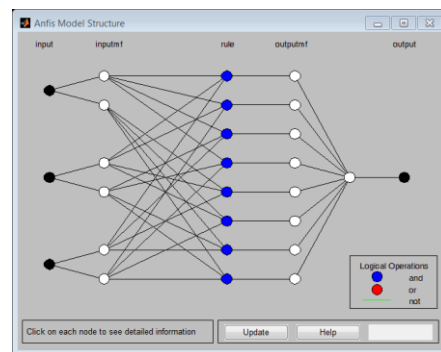 Anfis Model Structure
input inputmf rule outputmf output
Logical Operations
and
or
not
Click on each node to see detailed information
Update Help